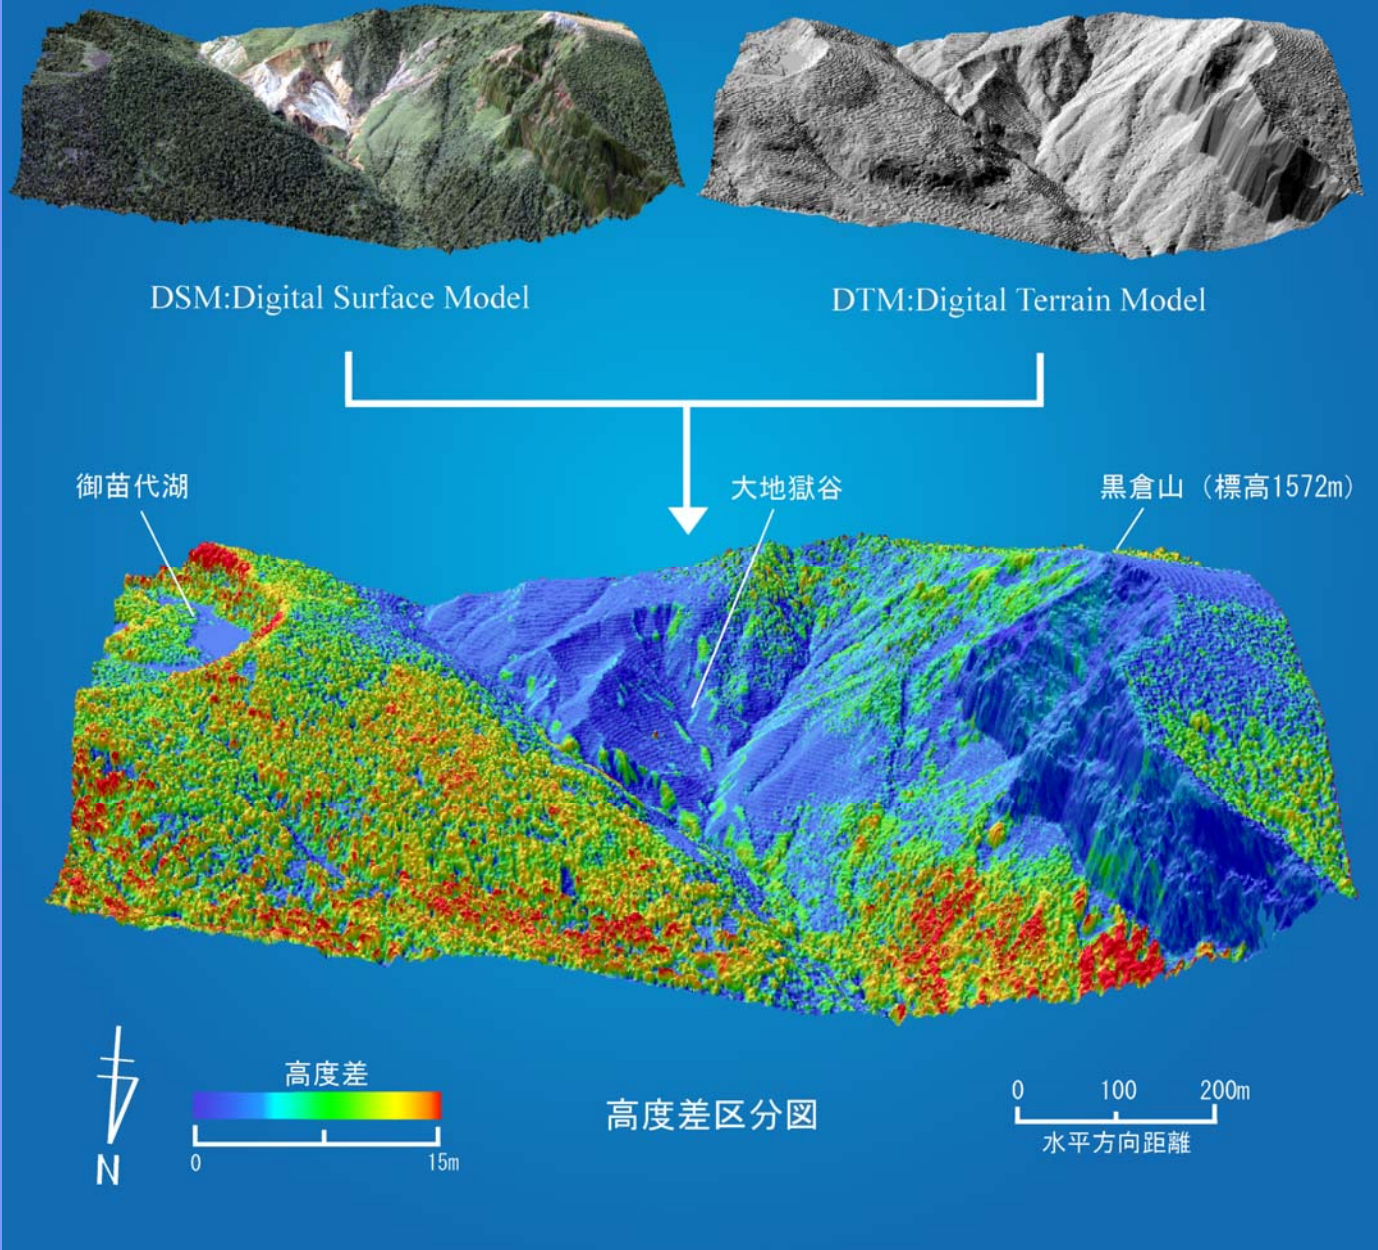 DSM:Digital Surface Model
DTM:Digital Terrain Model
御苗代湖
大地獄谷
黒倉山（標高1572m）
高度差
0
15m
N
高度差区分図
0 100 200m
水平方向距離